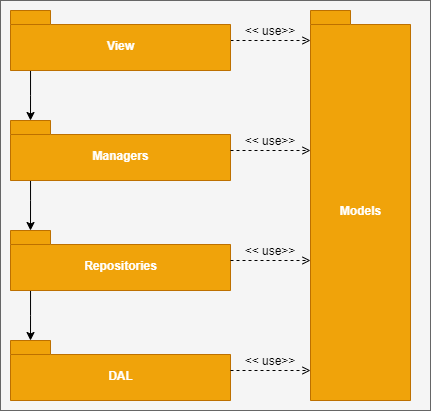 View
<< use>>
Managers
<< use>>
Models
Repositories
<< use>>
DAL
<< use>>